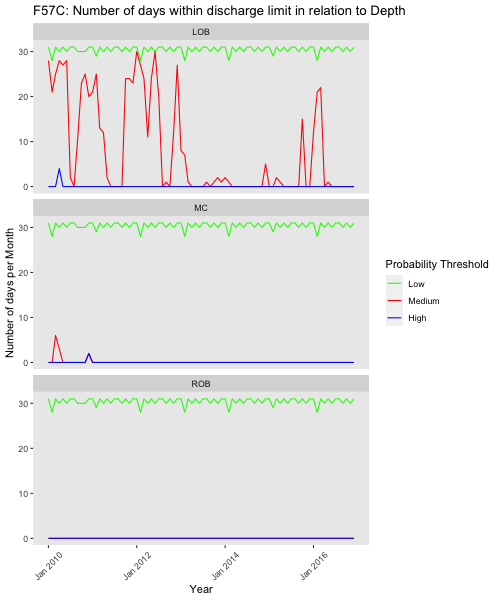 F57C: Number of days within discharge limit in relation to Depth
LOB
30
20
10
0
MC
30
20
10
0
ROB
30
20
10
0
Number of days per Month
Jan 2010
Jan 2012
Jan 2014
Jan 2016
Year
Probability Threshold
Low
Medium
High